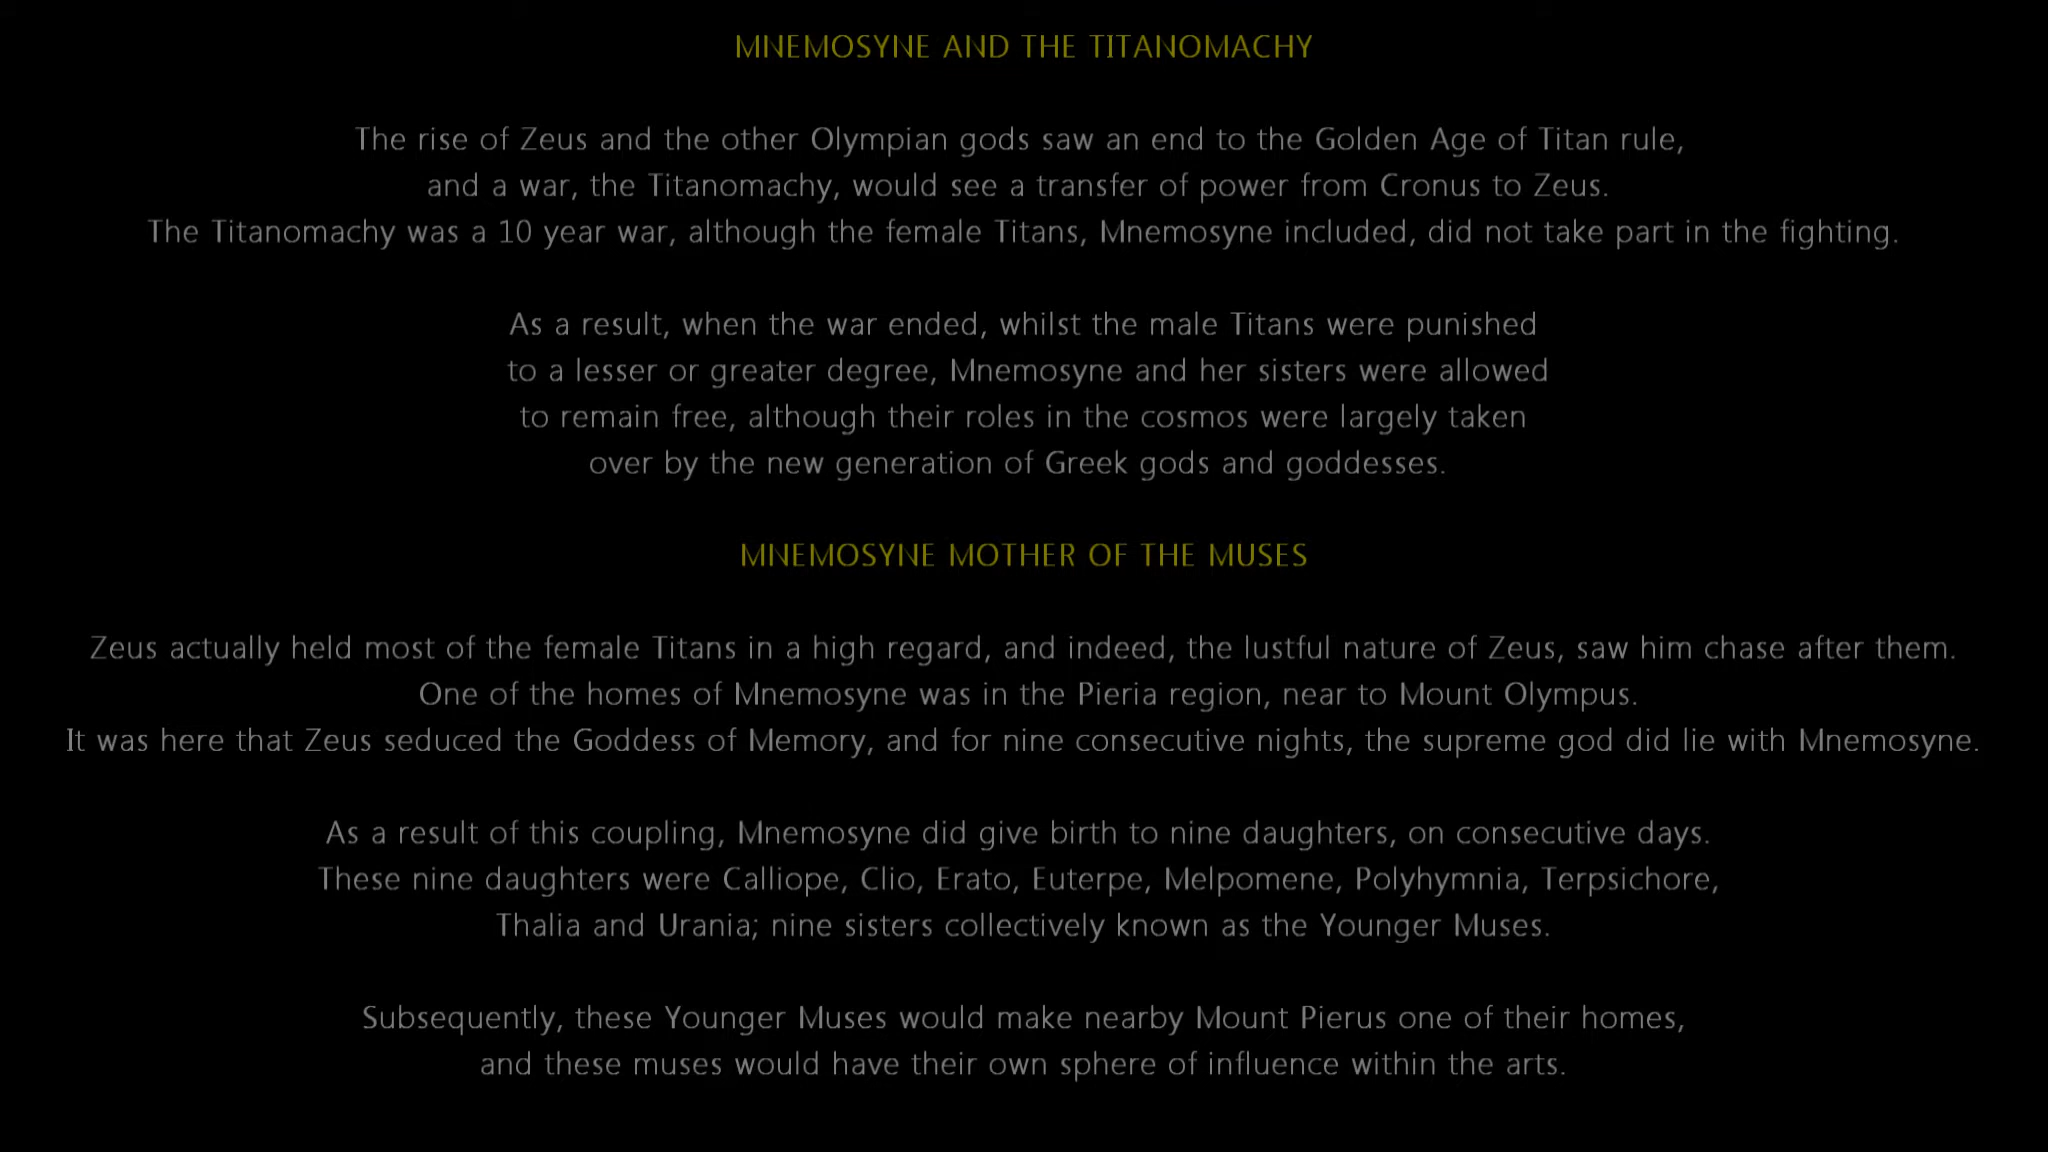 MNEMOSYNE AND THE TITANOMACHY
The rise of Zeus and the other Olympian gods saw an end to the Golden Age of Titan rule,
and a war, the Titanomachy, would see a transfer of power from Cronus to Zeus.
The Titanomachy was a 10 year war, although the female Titans, Mnemosyne included, did not take part in the fighting.
As a result, when the war ended, whilst the male Titans were punished
to a lesser or greater degree, Mnemosyne and her sisters were allowed
to remain free, although their roles in the cosmos were largely taken
over by the new generation of Greek gods and goddesses.
MNEMOSYNE MOTHER OF THE MUSES
Zeus actually held most of the female Titans in a high regard, and indeed, the lustful nature of Zeus, saw him chase after them.
One of the homes of Mnemosyne was in the Pieria region, near to Mount Olympus.
It was here that Zeus seduced the Goddess of Memory, and for nine consecutive nights, the supreme god did lie with Mnemosyne.
As a result of this coupling, Mnemosyne did give birth to nine daughters, on consecutive days.
These nine daughters were Calliope, Clio, Erato, Euterpe, Melpomene, Polyhymnia, Terpsichore,
Thalia and Urania; nine sisters collectively known as the Younger Muses.
Subsequently, these Younger Muses would make nearby Mount Pierus one of their homes,
and these muses would have their own sphere of influence within the arts.